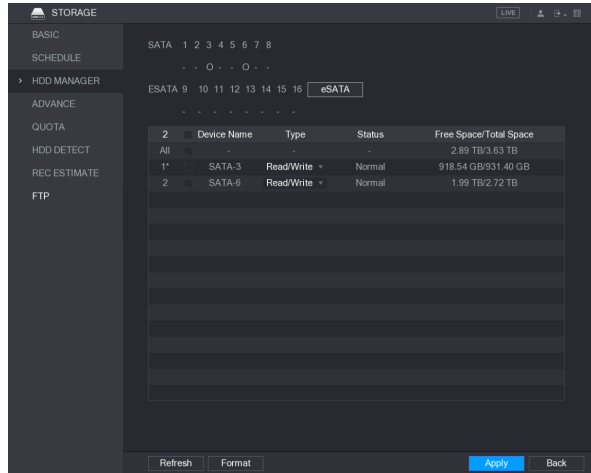 STORAGE LIVE
BASIC
SCHEDULE
> HDD MANAGER
ADVANCE
QUOTA
HDD DETECT
REC ESTIMATE
FTP
SATA 1 2 3 4 5 6 7 8
- - O - - O - -
ESATA 9 10 11 12 13 14 15 16 eSATA
- - - - - - - -
2 Device Name Type Status Free Space/Total Space
All - - - 2.89 TB/3.63 TB
1* SATA-3 Read/Write Normal 918.54 GB/931.40 GB
2 SATA-6 Read/Write Normal 1.99 TB/2.72 TB
Refresh Format Apply Back